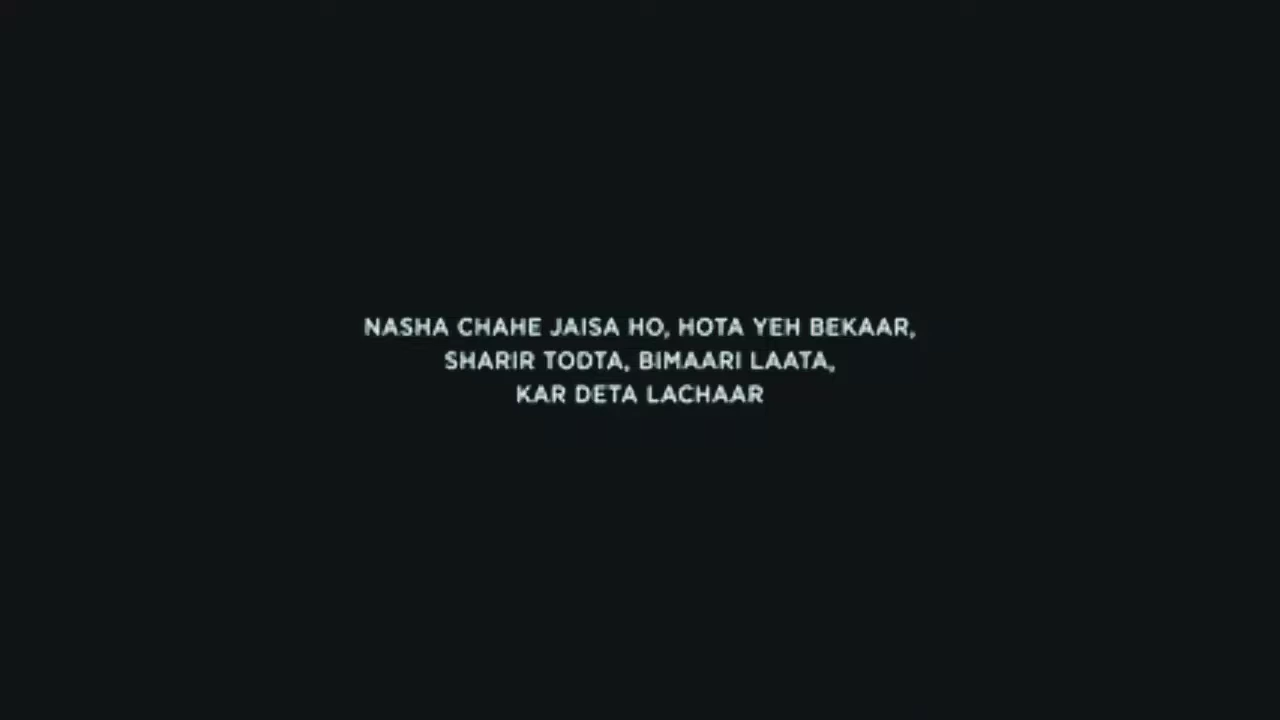 NASHA CHAHE JAISA HO, HOTA YEH BEKAAR,
SHARIR TODTA, BIMAARI LAATA,
KAR DETA LACHAAR